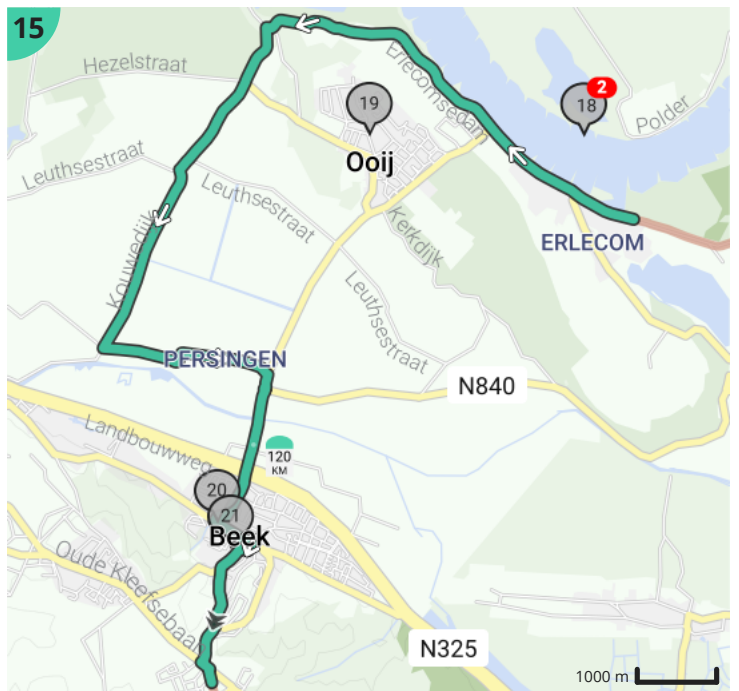 15
Hezelstraat
Erlecomsedam
2
18
19
Polder
Ooij
Leuthsestraat
Leuthsestraat
Kerkdijk
ERLECOM
Kouwedijk
Leuthsestraat
PERSINGEN
N840
Landbouwweg
120
KM
20
21
Beek
Oude Kleefsebaan
N325
1000 m